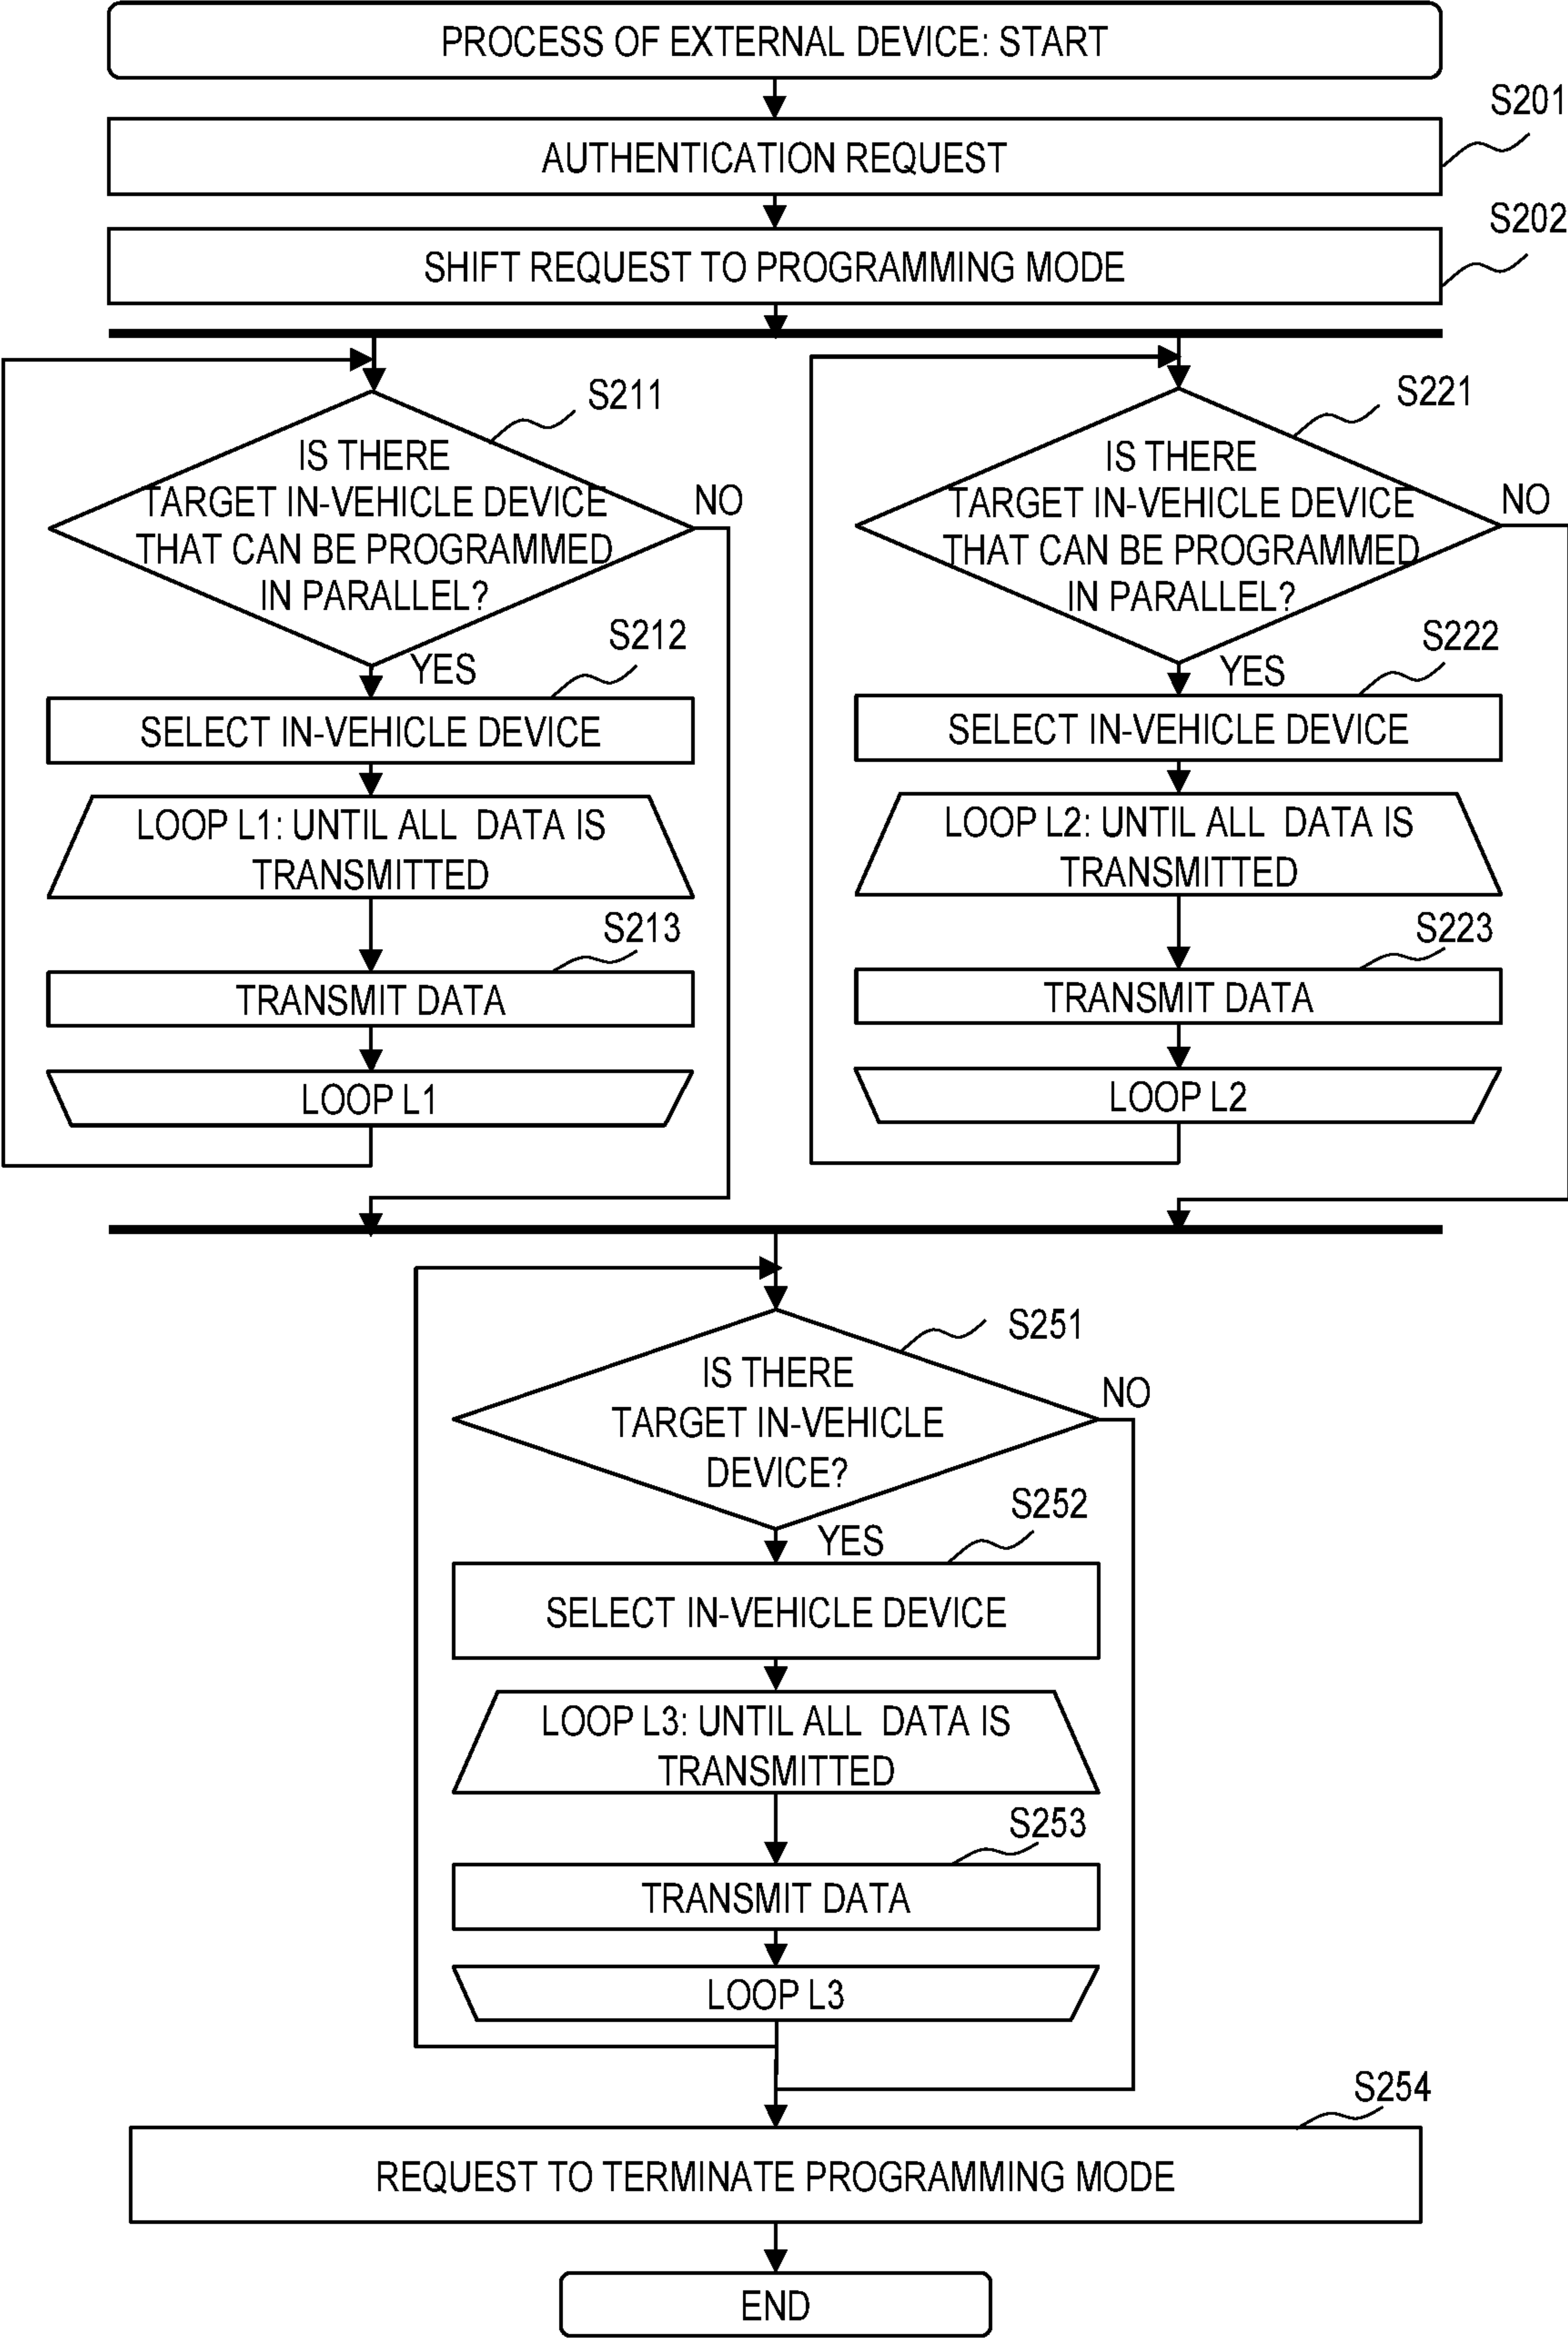 PROCESS OF EXTERNAL DEVICE: START
S201
AUTHENTICATION REQUEST
S202
SHIFT REQUEST TO PROGRAMMING MODE
S211
IS THERE
TARGET IN-VEHICLE DEVICE
THAT CAN BE PROGRAMMED
IN PARALLEL?
NO
YES
S212
SELECT IN-VEHICLE DEVICE
LOOP L1: UNTIL ALL DATA IS
TRANSMITTED
S213
TRANSMIT DATA
LOOP L1
S221
IS THERE
TARGET IN-VEHICLE DEVICE
THAT CAN BE PROGRAMMED
IN PARALLEL?
NO
YES
S222
SELECT IN-VEHICLE DEVICE
LOOP L2: UNTIL ALL DATA IS
TRANSMITTED
S223
TRANSMIT DATA
LOOP L2
S251
IS THERE
TARGET IN-VEHICLE
DEVICE?
NO
YES
S252
SELECT IN-VEHICLE DEVICE
LOOP L3: UNTIL ALL DATA IS
TRANSMITTED
S253
TRANSMIT DATA
LOOP L3
S254
REQUEST TO TERMINATE PROGRAMMING MODE
END